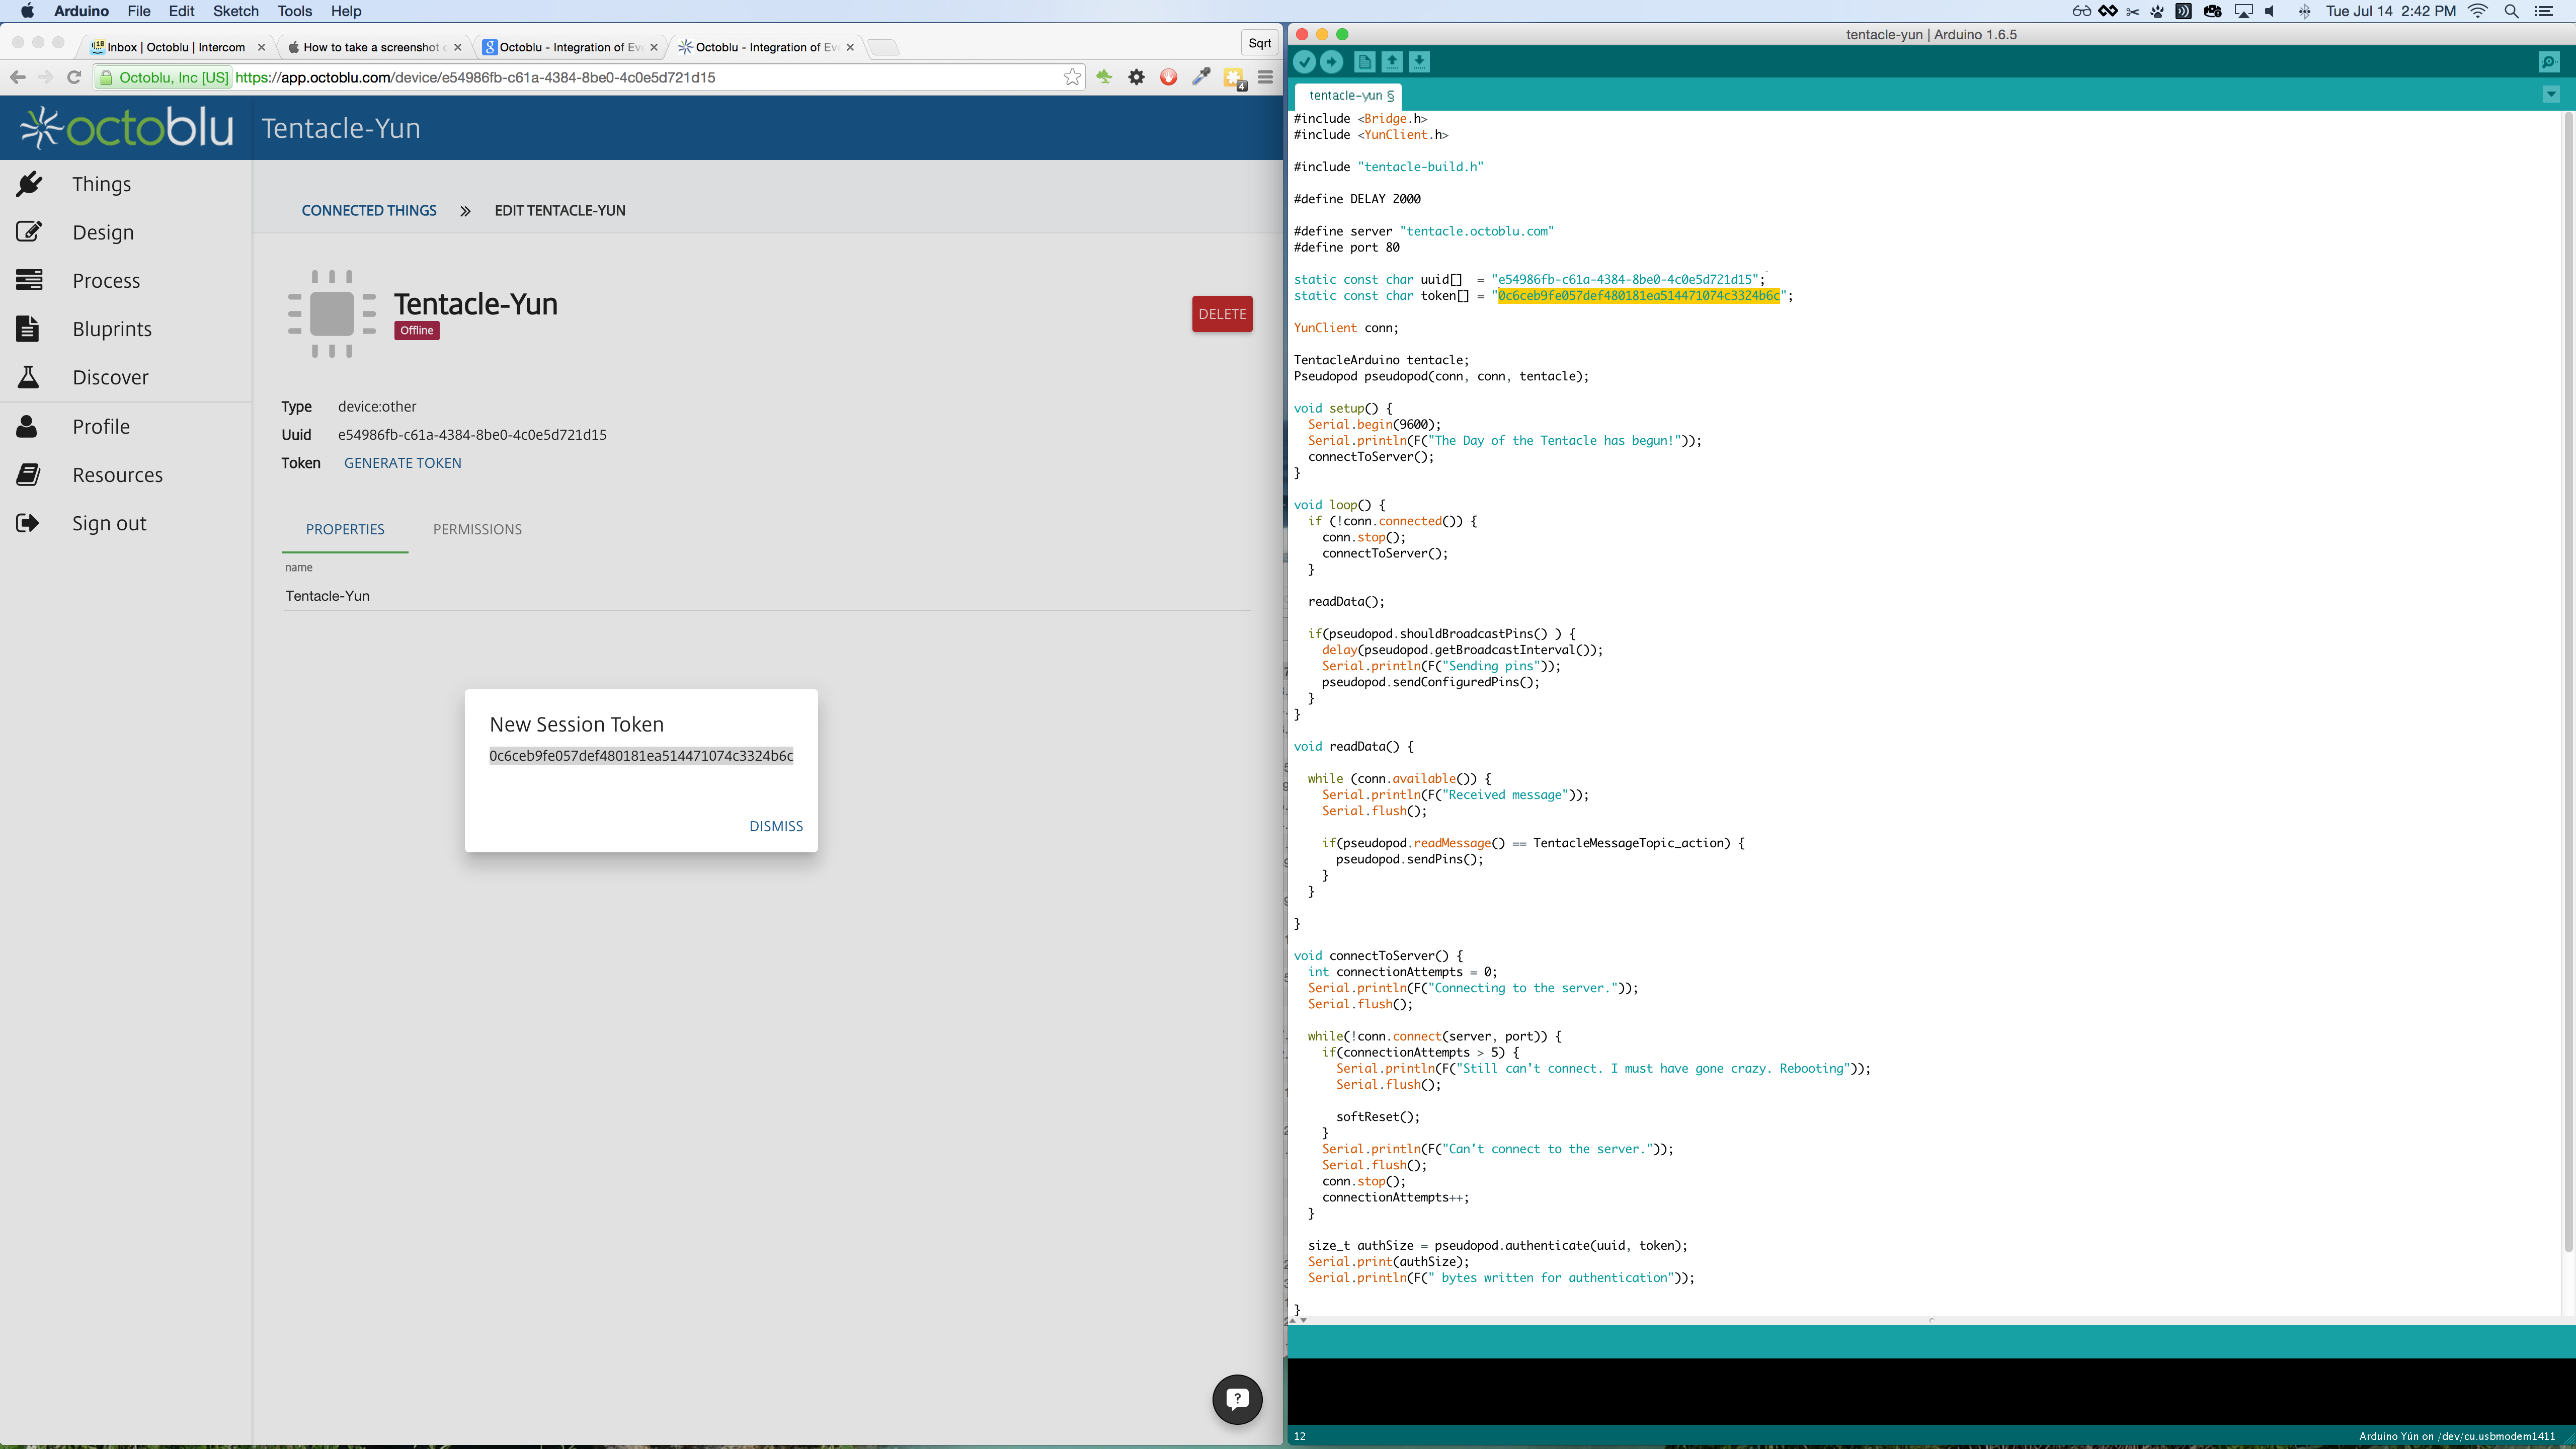 Arduino File Edit Sketch Tools Help
Tue Jul 14 2:42 PM
Inbox | Octoblu | Intercom
How to take a screenshot
Octoblu - Integration of Ev
Octoblu - Integration of Ev
Sqrt
Octoblu, Inc [US] https://app.octoblu.com/device/e54986fb-c61a-4384-8be0-4c0e5d721d15
4
octoblu
Tentacle-Yun
Things
Design
Process
Bluprints
Discover
Profile
Resources
Sign out
CONNECTED THINGS » EDIT TENTACLE-YUN
Tentacle-Yun
Offline
DELETE
Type device:other
Uuid e54986fb-c61a-4384-8be0-4c0e5d721d15
Token GENERATE TOKEN
PROPERTIES PERMISSIONS
name
Tentacle-Yun
New Session Token
0c6ceb9fe057def480181ea514471074c3324b6c
DISMISS
?
tentacle-yun | Arduino 1.6.5
tentacle-yun §
#include <Bridge.h>
#include <YunClient.h>
#include "tentacle-build.h"
#define DELAY 2000
#define server "tentacle.octoblu.com"
#define port 80
static const char uuid[]  = "e54986fb-c61a-4384-8be0-4c0e5d721d15";
static const char token[] = "0c6ceb9fe057def480181ea514471074c3324b6c";
YunClient conn;
TentacleArduino tentacle;
Pseudopod pseudopod(conn, conn, tentacle);
void setup() {
  Serial.begin(9600);
  Serial.println(F("The Day of the Tentacle has begun!"));
  connectToServer();
}
void loop() {
  if (!conn.connected()) {
    conn.stop();
    connectToServer();
  }
  readData();
  if(pseudopod.shouldBroadcastPins() ) {
    delay(pseudopod.getBroadcastInterval());
    Serial.println(F("Sending pins"));
    pseudopod.sendConfiguredPins();
  }
}
void readData() {
  while (conn.available()) {
    Serial.println(F("Received message"));
    Serial.flush();
    if(pseudopod.readMessage() == TentacleMessageTopic_action) {
      pseudopod.sendPins();
    }
  }
}
void connectToServer() {
  int connectionAttempts = 0;
  Serial.println(F("Connecting to the server."));
  Serial.flush();
  while(!conn.connect(server, port)) {
    if(connectionAttempts > 5) {
      Serial.println(F("Still can't connect. I must have gone crazy. Rebooting"));
      Serial.flush();
      softReset();
    }
    Serial.println(F("Can't connect to the server."));
    Serial.flush();
    conn.stop();
    connectionAttempts++;
  }
  size_t authSize = pseudopod.authenticate(uuid, token);
  Serial.print(authSize);
  Serial.println(F(" bytes written for authentication"));
}
12
Arduino Yún on /dev/cu.usbmodem1411